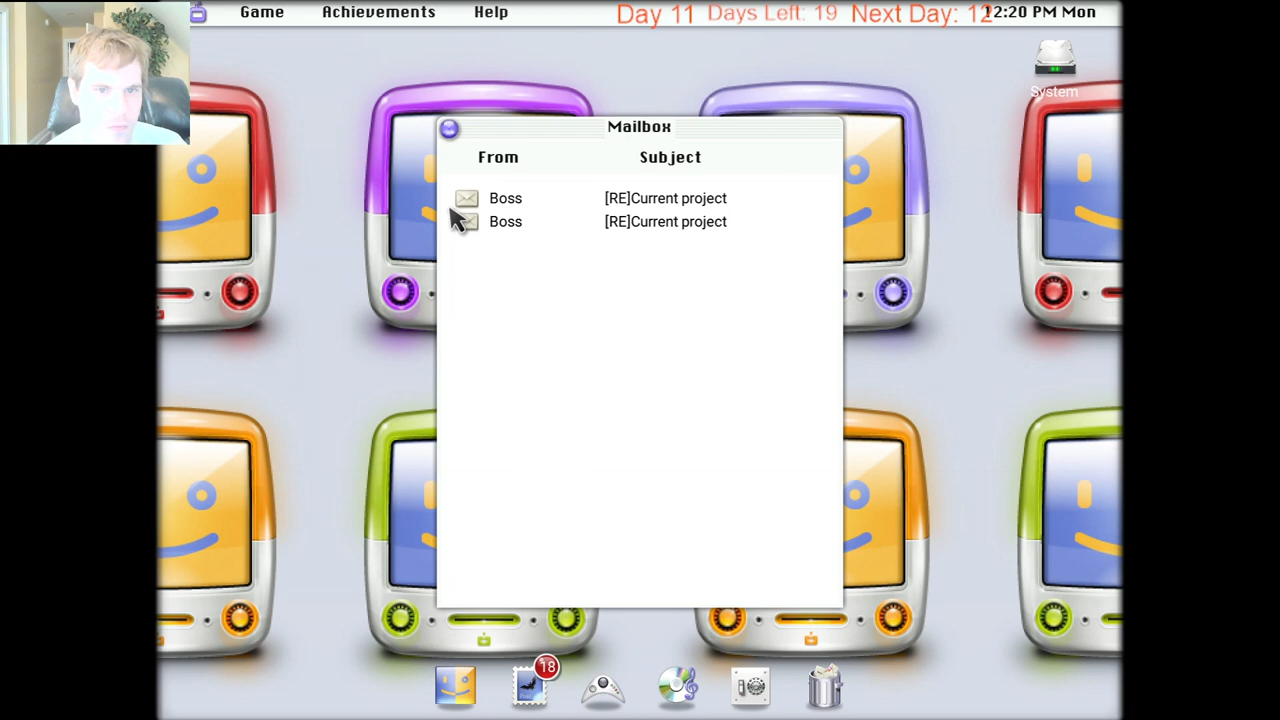 Game Achievements Help Day 11 Days Left: 19 Next Day: 12 12:20 PM Mon
System
Mailbox
From Subject
Boss [RE]Current project
Boss [RE]Current project
18